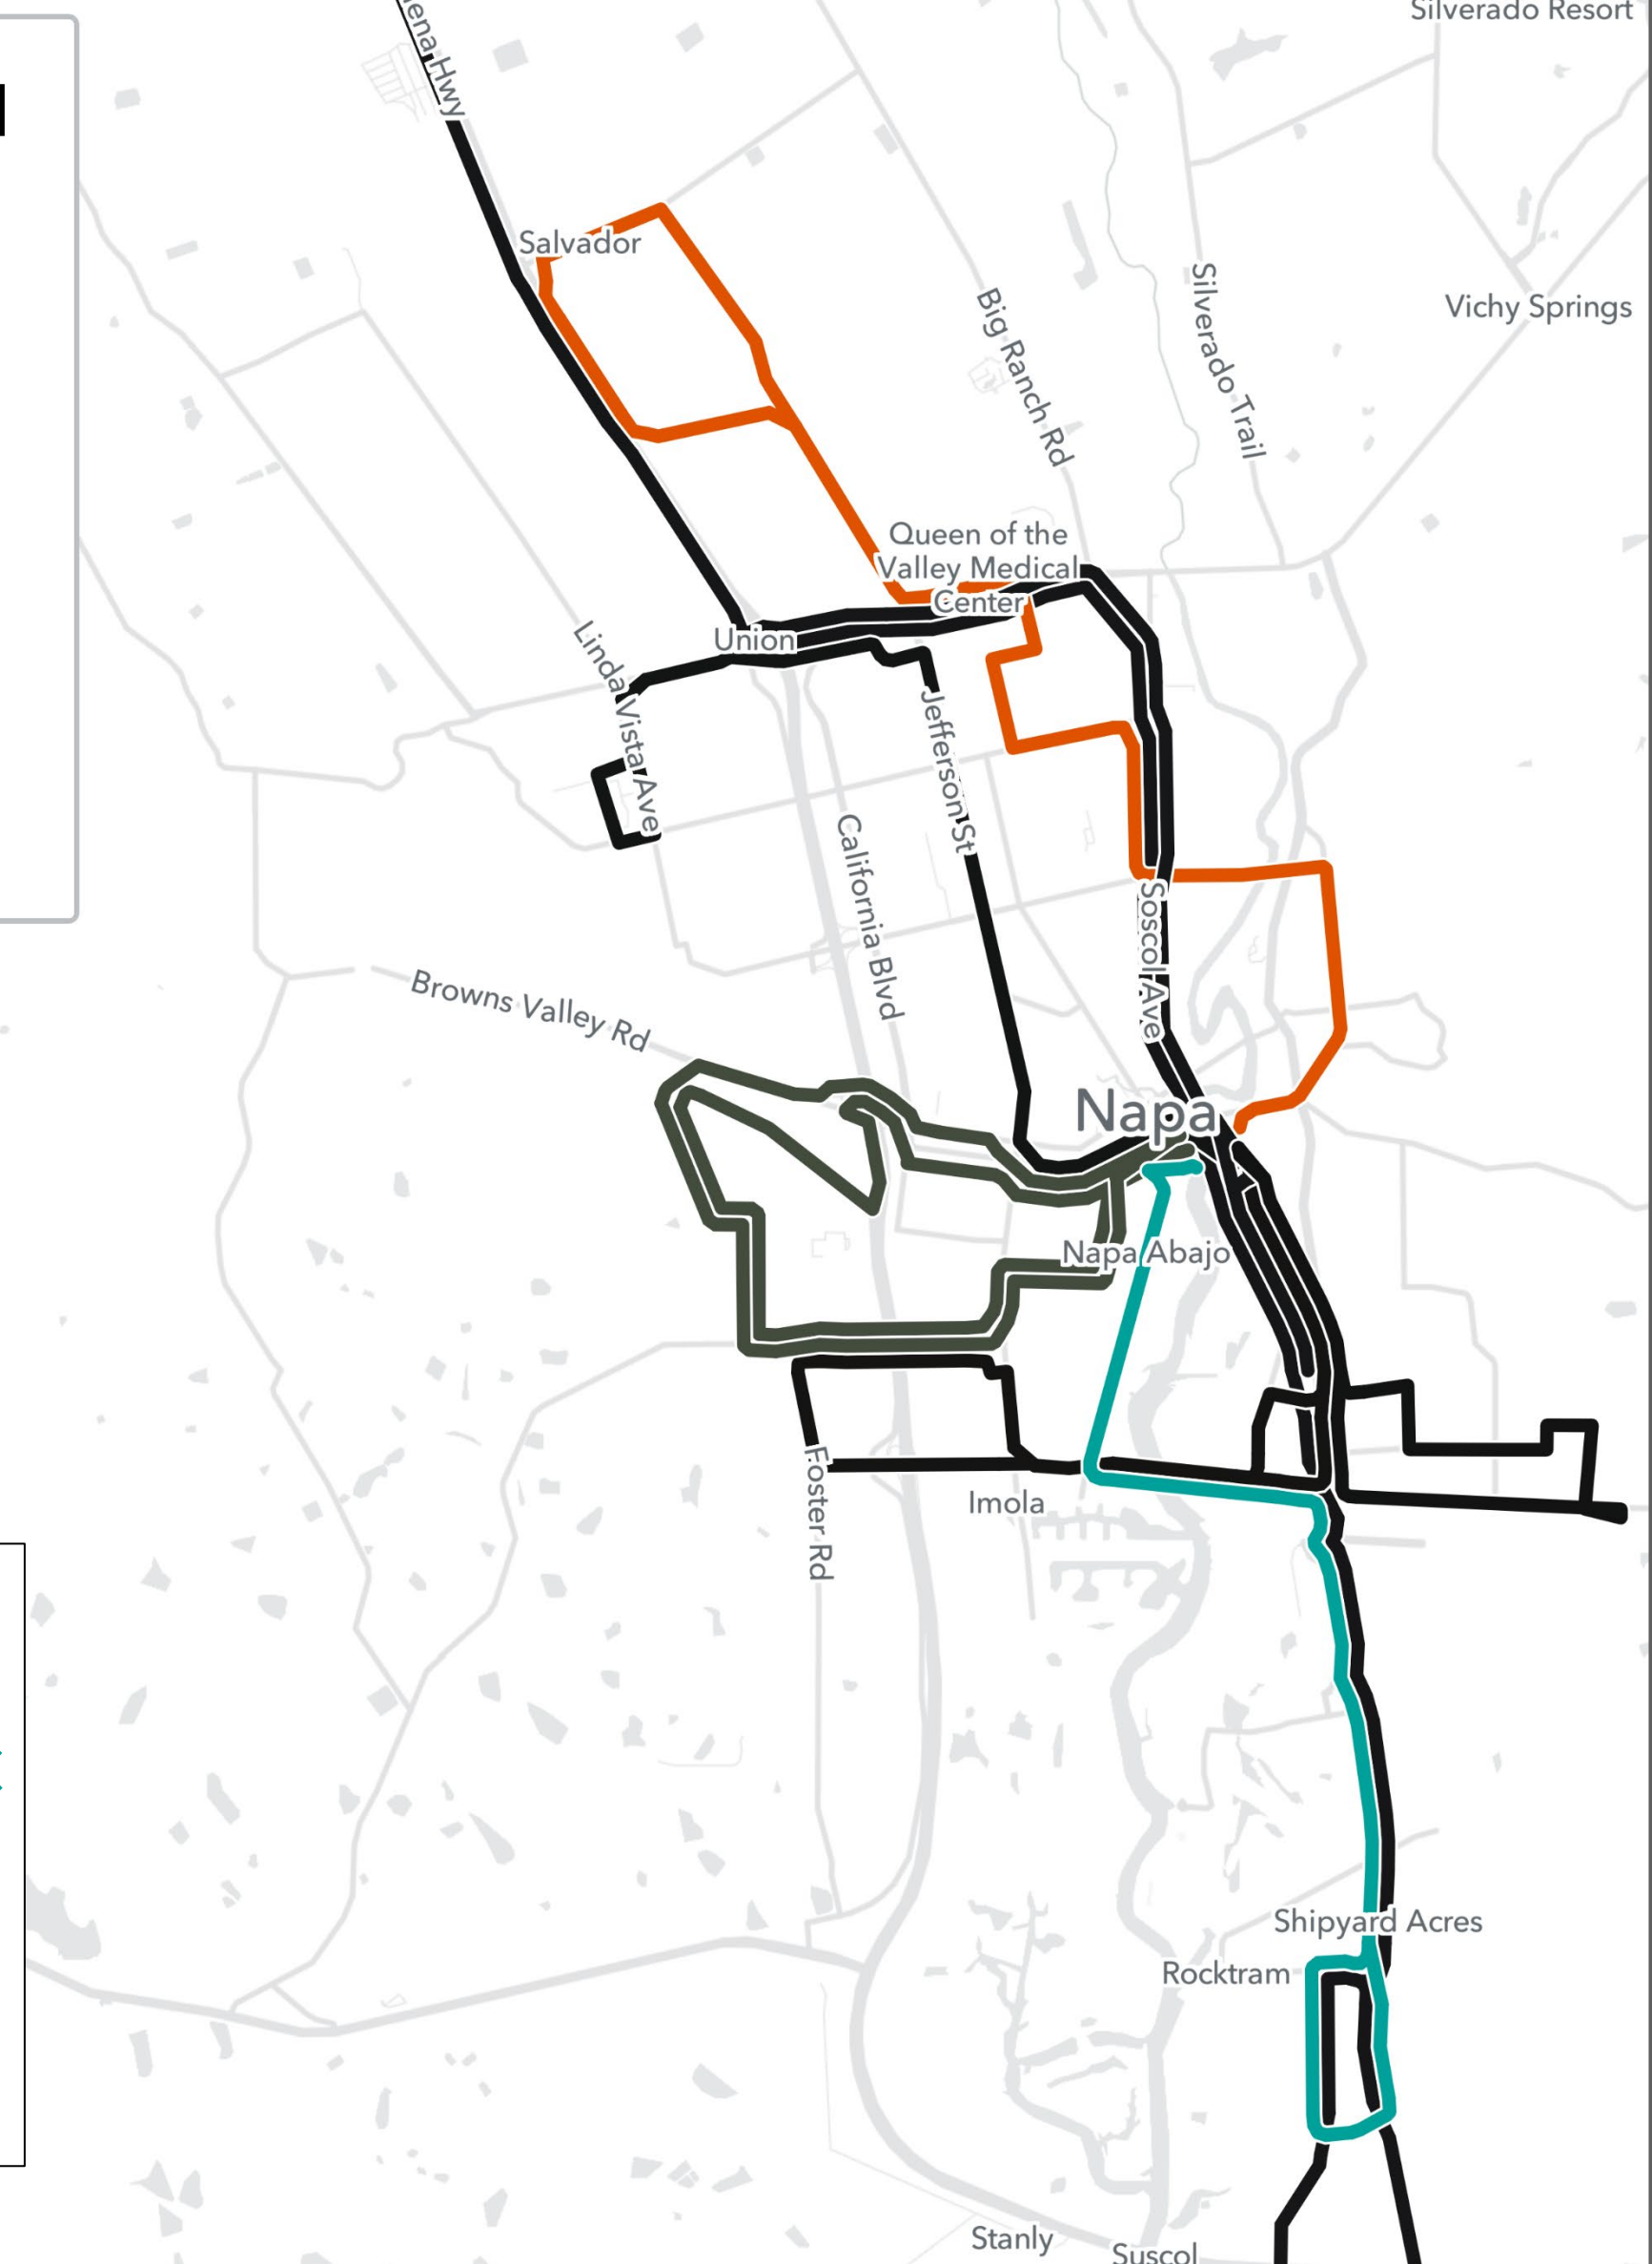 Silverado Resort
ena Hwy
Salvador
Big Ranch Rd
Silverado Trail
Vichy Springs
Queen of the
Valley Medical
Center
Union
Linda Vista Ave
Jefferson St
California Blvd
Soscol Ave
Browns Valley Rd
Napa
Napa Abajo
Foster Rd
Imola
Shipyard Acres
Rocktram
Stanly
Suscol